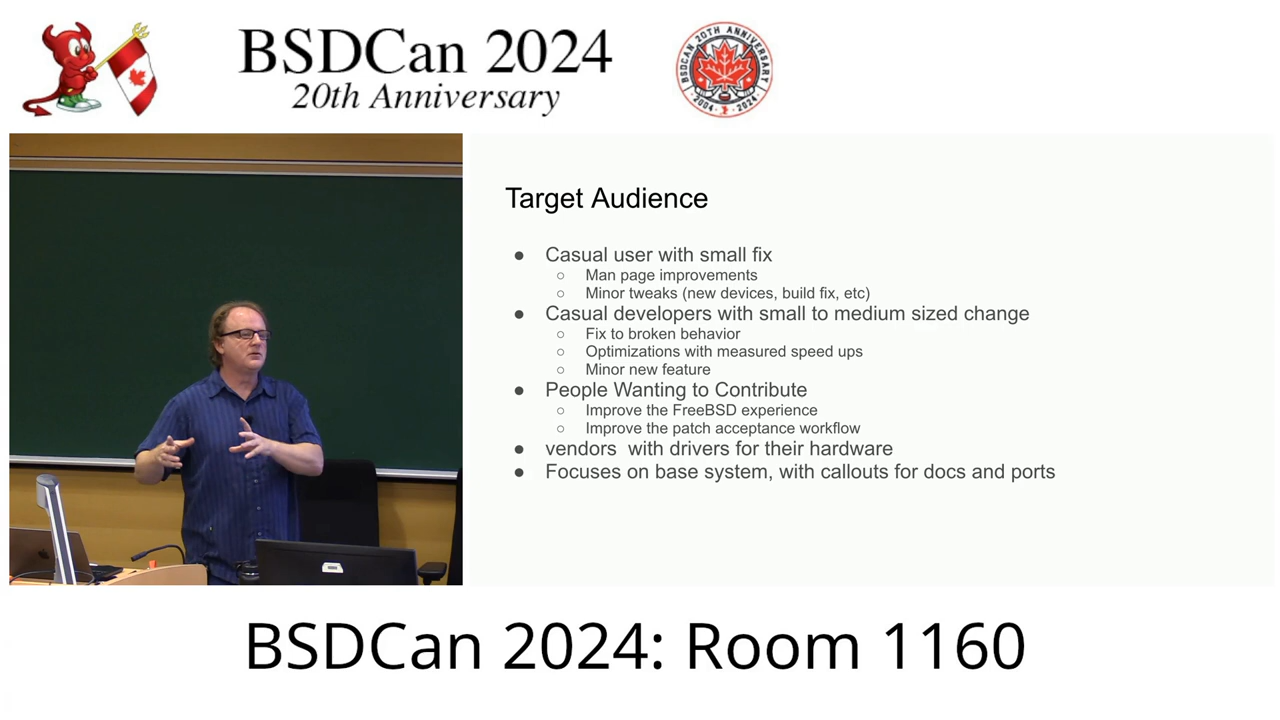 BSDCan 2024
20th Anniversary
BSDCAN 20TH ANNIVERSARY
2004 · 2024
Target Audience
● Casual user with small fix
○ Man page improvements
○ Minor tweaks (new devices, build fix, etc)
● Casual developers with small to medium sized change
○ Fix to broken behavior
○ Optimizations with measured speed ups
○ Minor new feature
● People Wanting to Contribute
○ Improve the FreeBSD experience
○ Improve the patch acceptance workflow
● vendors  with drivers for their hardware
● Focuses on base system, with callouts for docs and ports
BSDCan 2024: Room 1160